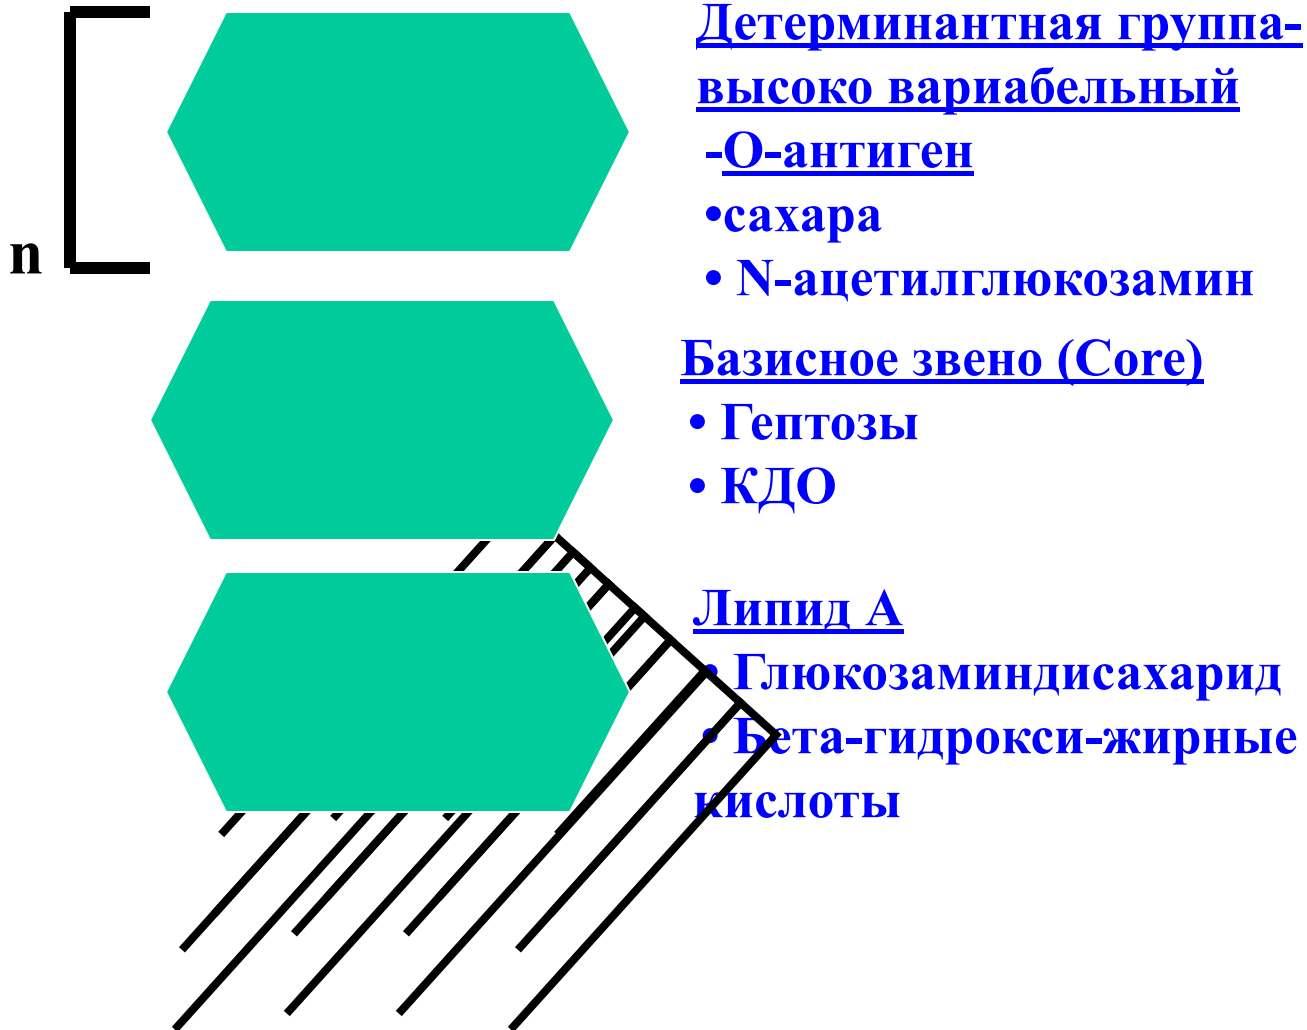 Детерминантная группа-
высоко вариабельный
-О-антиген
•сахара
n
• N-ацетилглюкозамин
Базисное звено (Core)
• Гептозы
• КДО
Липид А
• Глюкозаминдисахарид
• Бета-гидрокси-жирные
кислоты